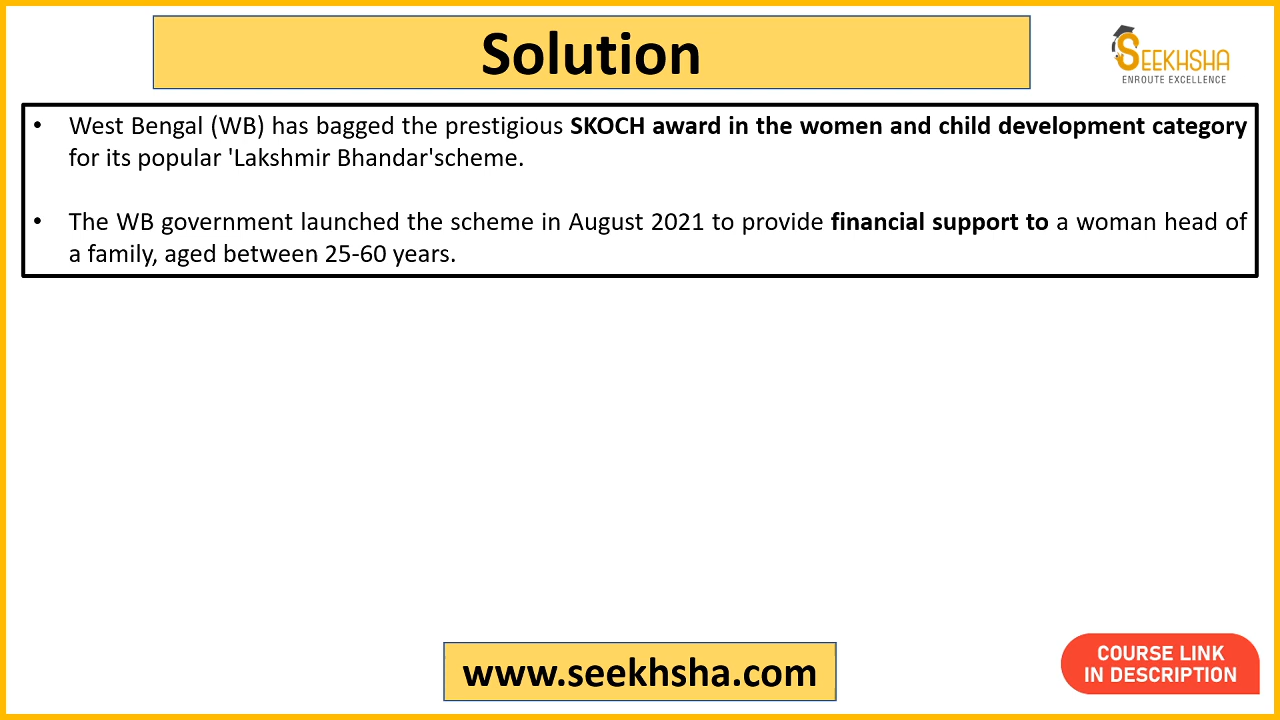 Solution
SEEKHSHA
ENROUTE EXCELLENCE
• West Bengal (WB) has bagged the prestigious SKOCH award in the women and child development category
for its popular 'Lakshmir Bhandar'scheme.
• The WB government launched the scheme in August 2021 to provide financial support to a woman head of
a family, aged between 25-60 years.
www.seekhsha.com
COURSE LINK
IN DESCRIPTION